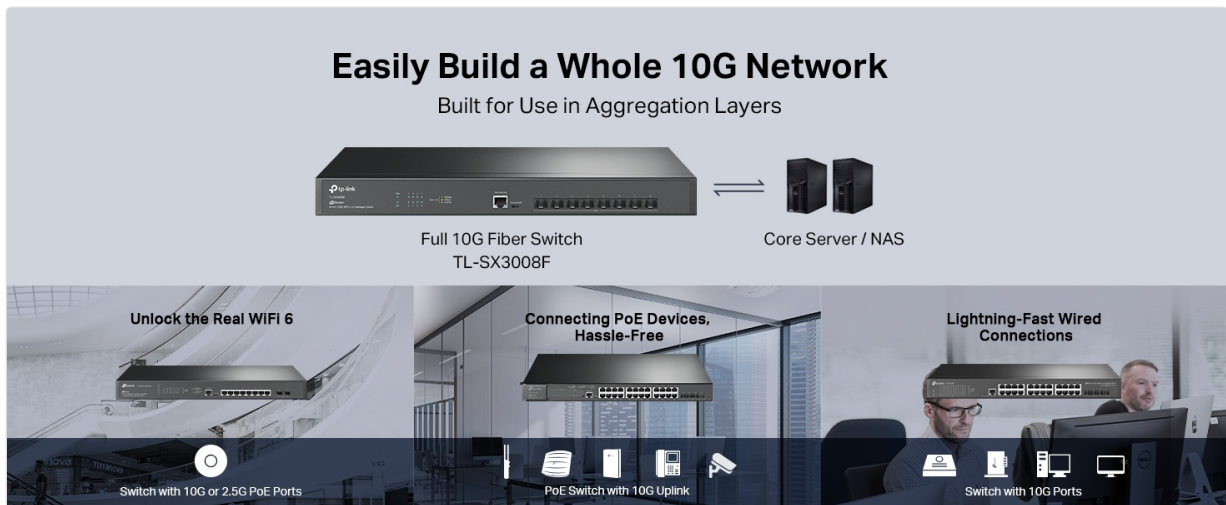 Easily Build a Whole 10G Network
Built for Use in Aggregation Layers
tp-link
Full 10G Fiber Switch
TL-SX3008F
Core Server / NAS
Unlock the Real WiFi 6
Switch with 10G or 2.5G PoE Ports
Connecting PoE Devices,
Hassle-Free
PoE Switch with 10G Uplink
Lightning-Fast Wired
Connections
Switch with 10G Ports